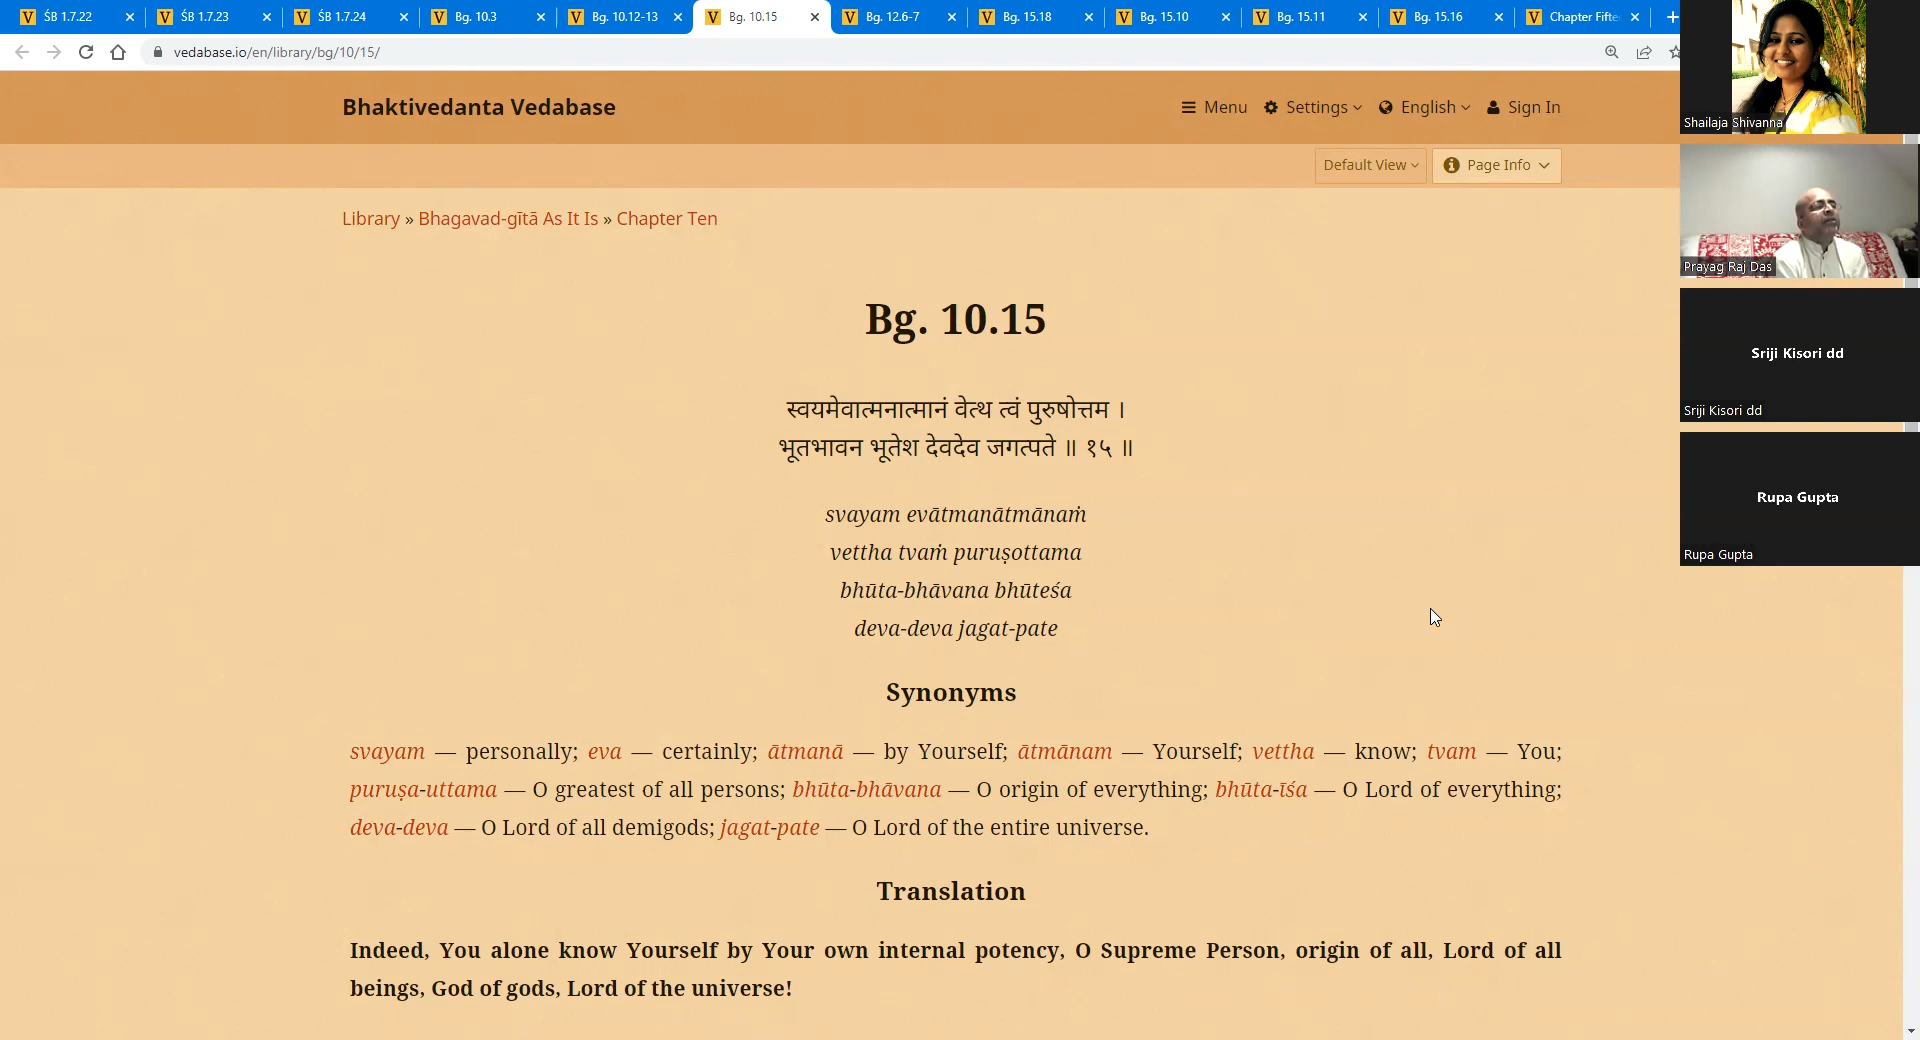 ŚB 1.7.22
ŚB 1.7.23
ŚB 1.7.24
Bg. 10.3
Bg. 10.12-13
Bg. 10.15
Bg. 12.6-7
Bg. 15.18
Bg. 15.10
Bg. 15.11
Bg. 15.16
Chapter Fifte
vedabase.io/en/library/bg/10/15/
Bhaktivedanta Vedabase
Menu Settings English Sign In
Default View Page Info
Library » Bhagavad-gītā As It Is » Chapter Ten
Bg. 10.15
स्वयमेवात्मनात्मानं वेत्थ त्वं पुरुषोत्तम ।
भूतभावन भूतेश देवदेव जगत्पते ॥ १५ ॥
svayam evātmanātmānaṁ
vettha tvaṁ puruṣottama
bhūta-bhāvana bhūteśa
deva-deva jagat-pate
Synonyms
svayam — personally; eva — certainly; ātmanā — by Yourself; ātmānam — Yourself; vettha — know; tvam — You;
puruṣa-uttama — O greatest of all persons; bhūta-bhāvana — O origin of everything; bhūta-īśa — O Lord of everything;
deva-deva — O Lord of all demigods; jagat-pate — O Lord of the entire universe.
Translation
Indeed, You alone know Yourself by Your own internal potency, O Supreme Person, origin of all, Lord of all
beings, God of gods, Lord of the universe!
Shailaja Shivanna
Prayag Raj Das
Sriji Kisori dd
Sriji Kisori dd
Rupa Gupta
Rupa Gupta